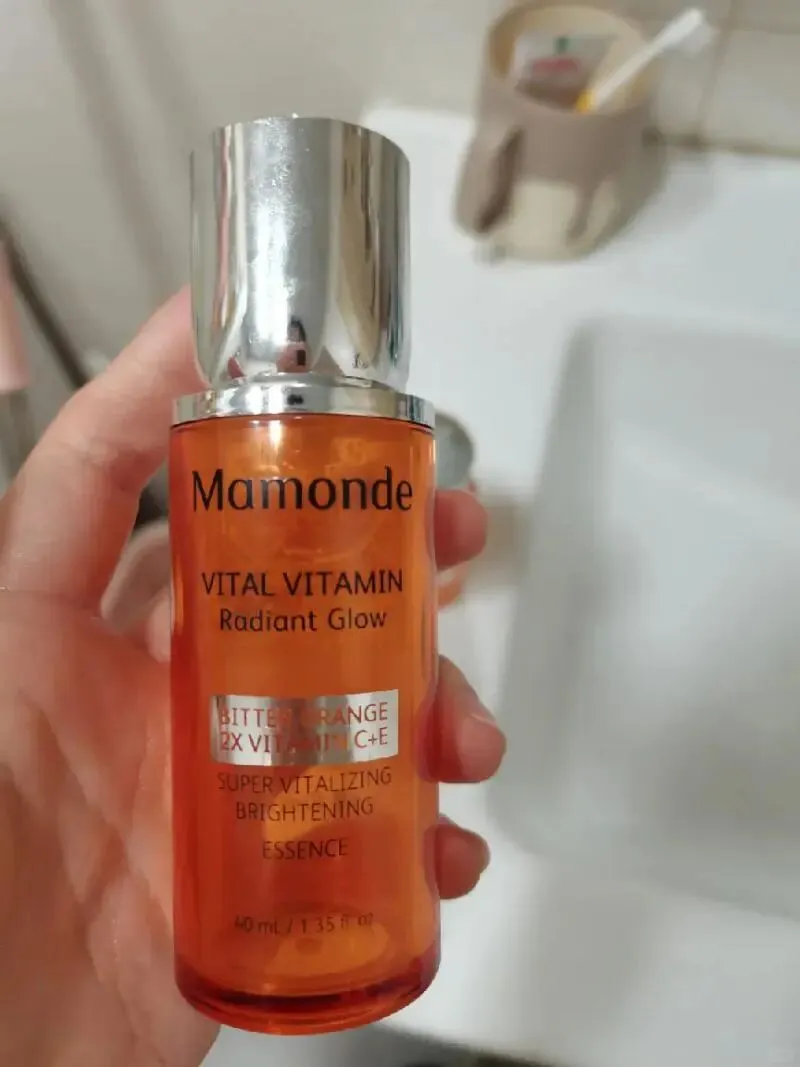 Mamonde
VITAL VITAMIN
Radiant Glow
BITTER ORANGE
2X VITAMIN C+E
SUPER VITALIZING
BRIGHTENING
ESSENCE
40 mL / 1.35 fl. oz